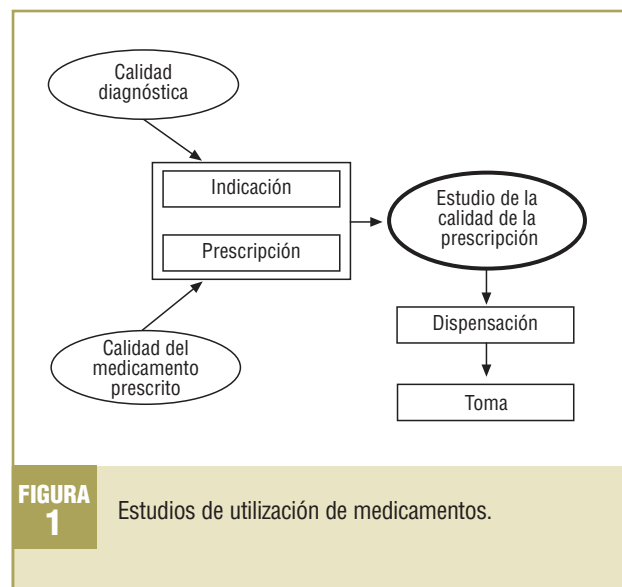 Calidad
diagnóstica
Indicación
Prescripción
Calidad del
medicamento
prescrito
Estudio de la
calidad de la
prescripción
Dispensación
Toma
FIGURA
1
Estudios de utilización de medicamentos.